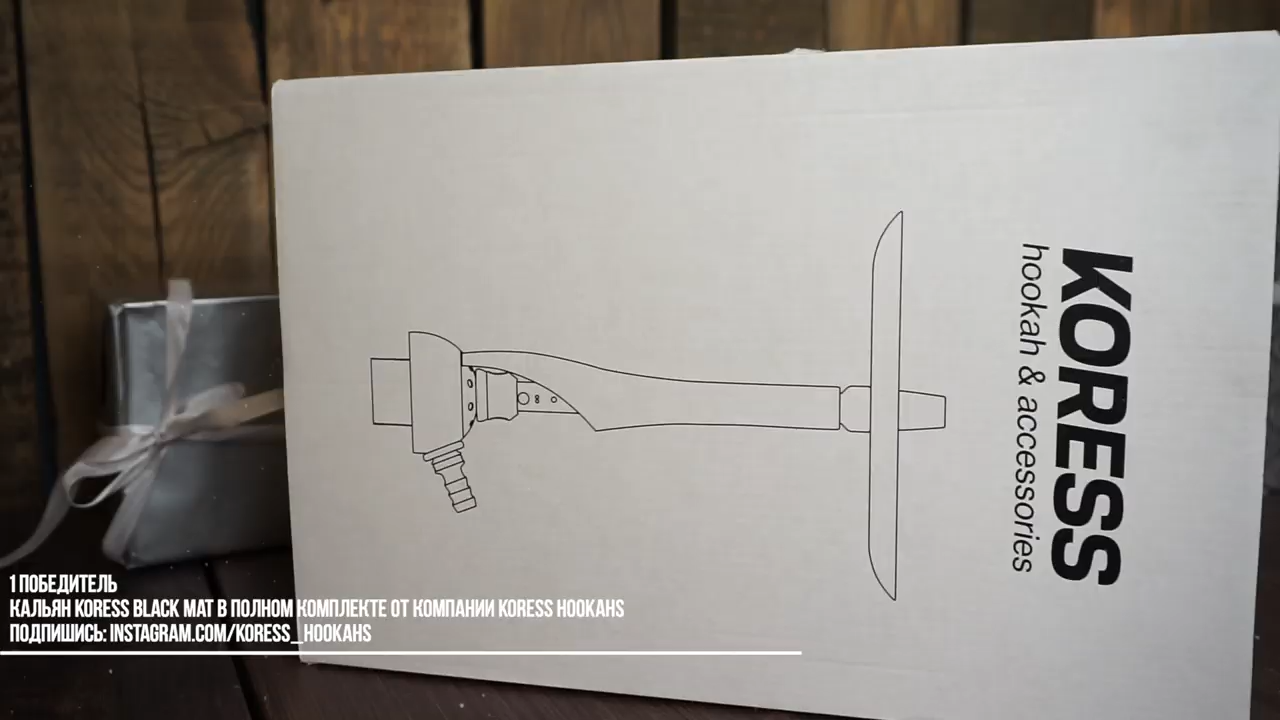 KORESS
hookah & accessories
1 ПОБЕДИТЕЛЬ
КАЛЬЯН KORESS BLACK MAT В ПОЛНОМ КОМПЛЕКТЕ ОТ КОМПАНИИ KORESS HOOKAHS
ПОДПИШИСЬ: INSTAGRAM.COM/KORESS_HOOKAHS